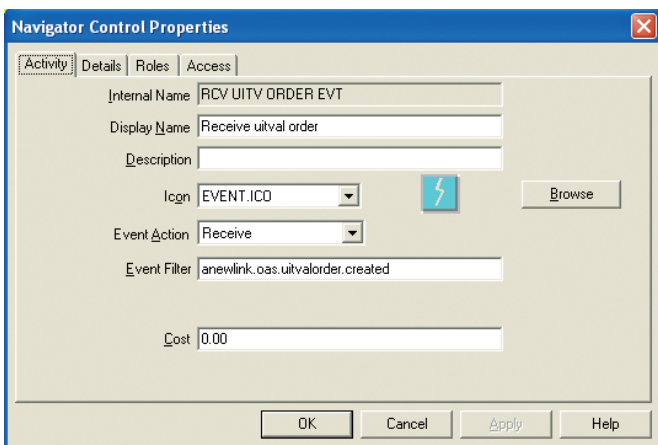 Navigator Control Properties
Activity Details Roles Access
Internal Name RCV UITV ORDER EVT
Display Name Receive uitval order
Description
Icon EVENT.ICO Browse
Event Action Receive
Event Filter anewlink.oas.uitvalorder.created
Cost 0.00
OK Cancel Apply Help